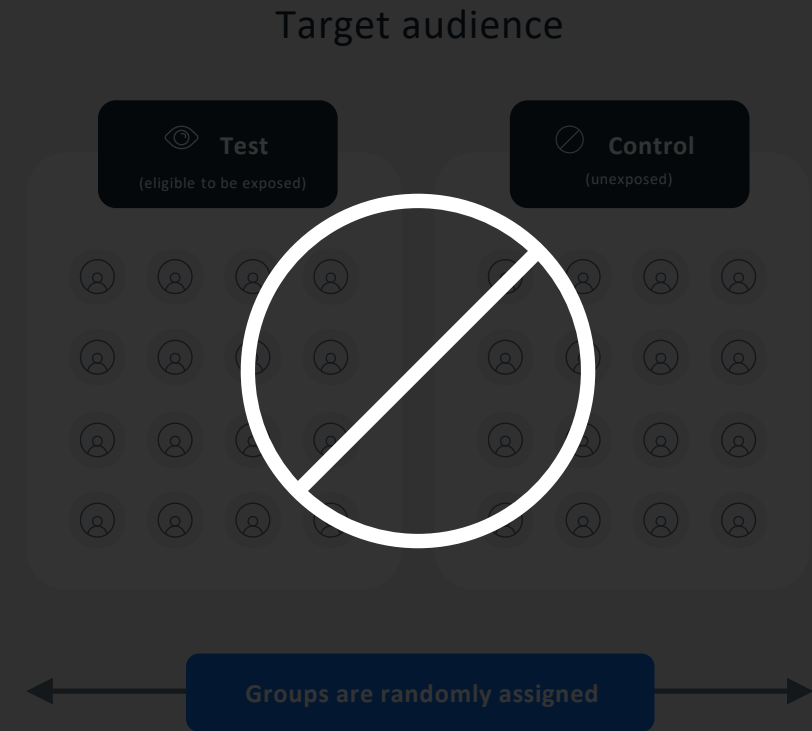 Target audience
Test
(eligible to be exposed)
Control
(unexposed)
Groups are randomly assigned